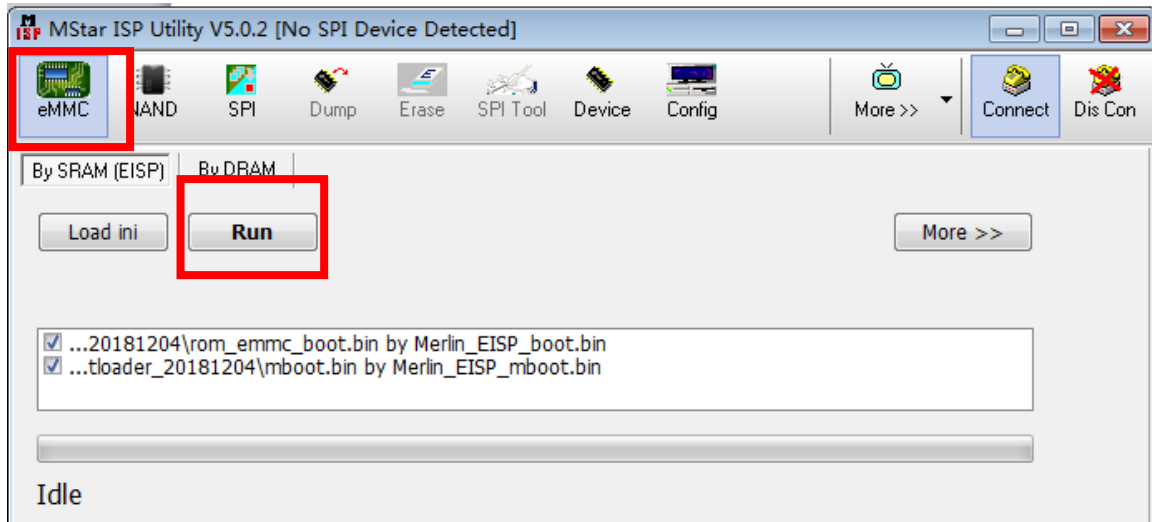 M
ISP MStar ISP Utility V5.0.2 [No SPI Device Detected]
eMMC NAND SPI Dump Erase SPI Tool Device Config More >> Connect Dis Con
By SRAM (EISP) By DRAM
Load ini Run More >>
...20181204\rom_emmc_boot.bin by Merlin_EISP_boot.bin
...tloader_20181204\mboot.bin by Merlin_EISP_mboot.bin
Idle